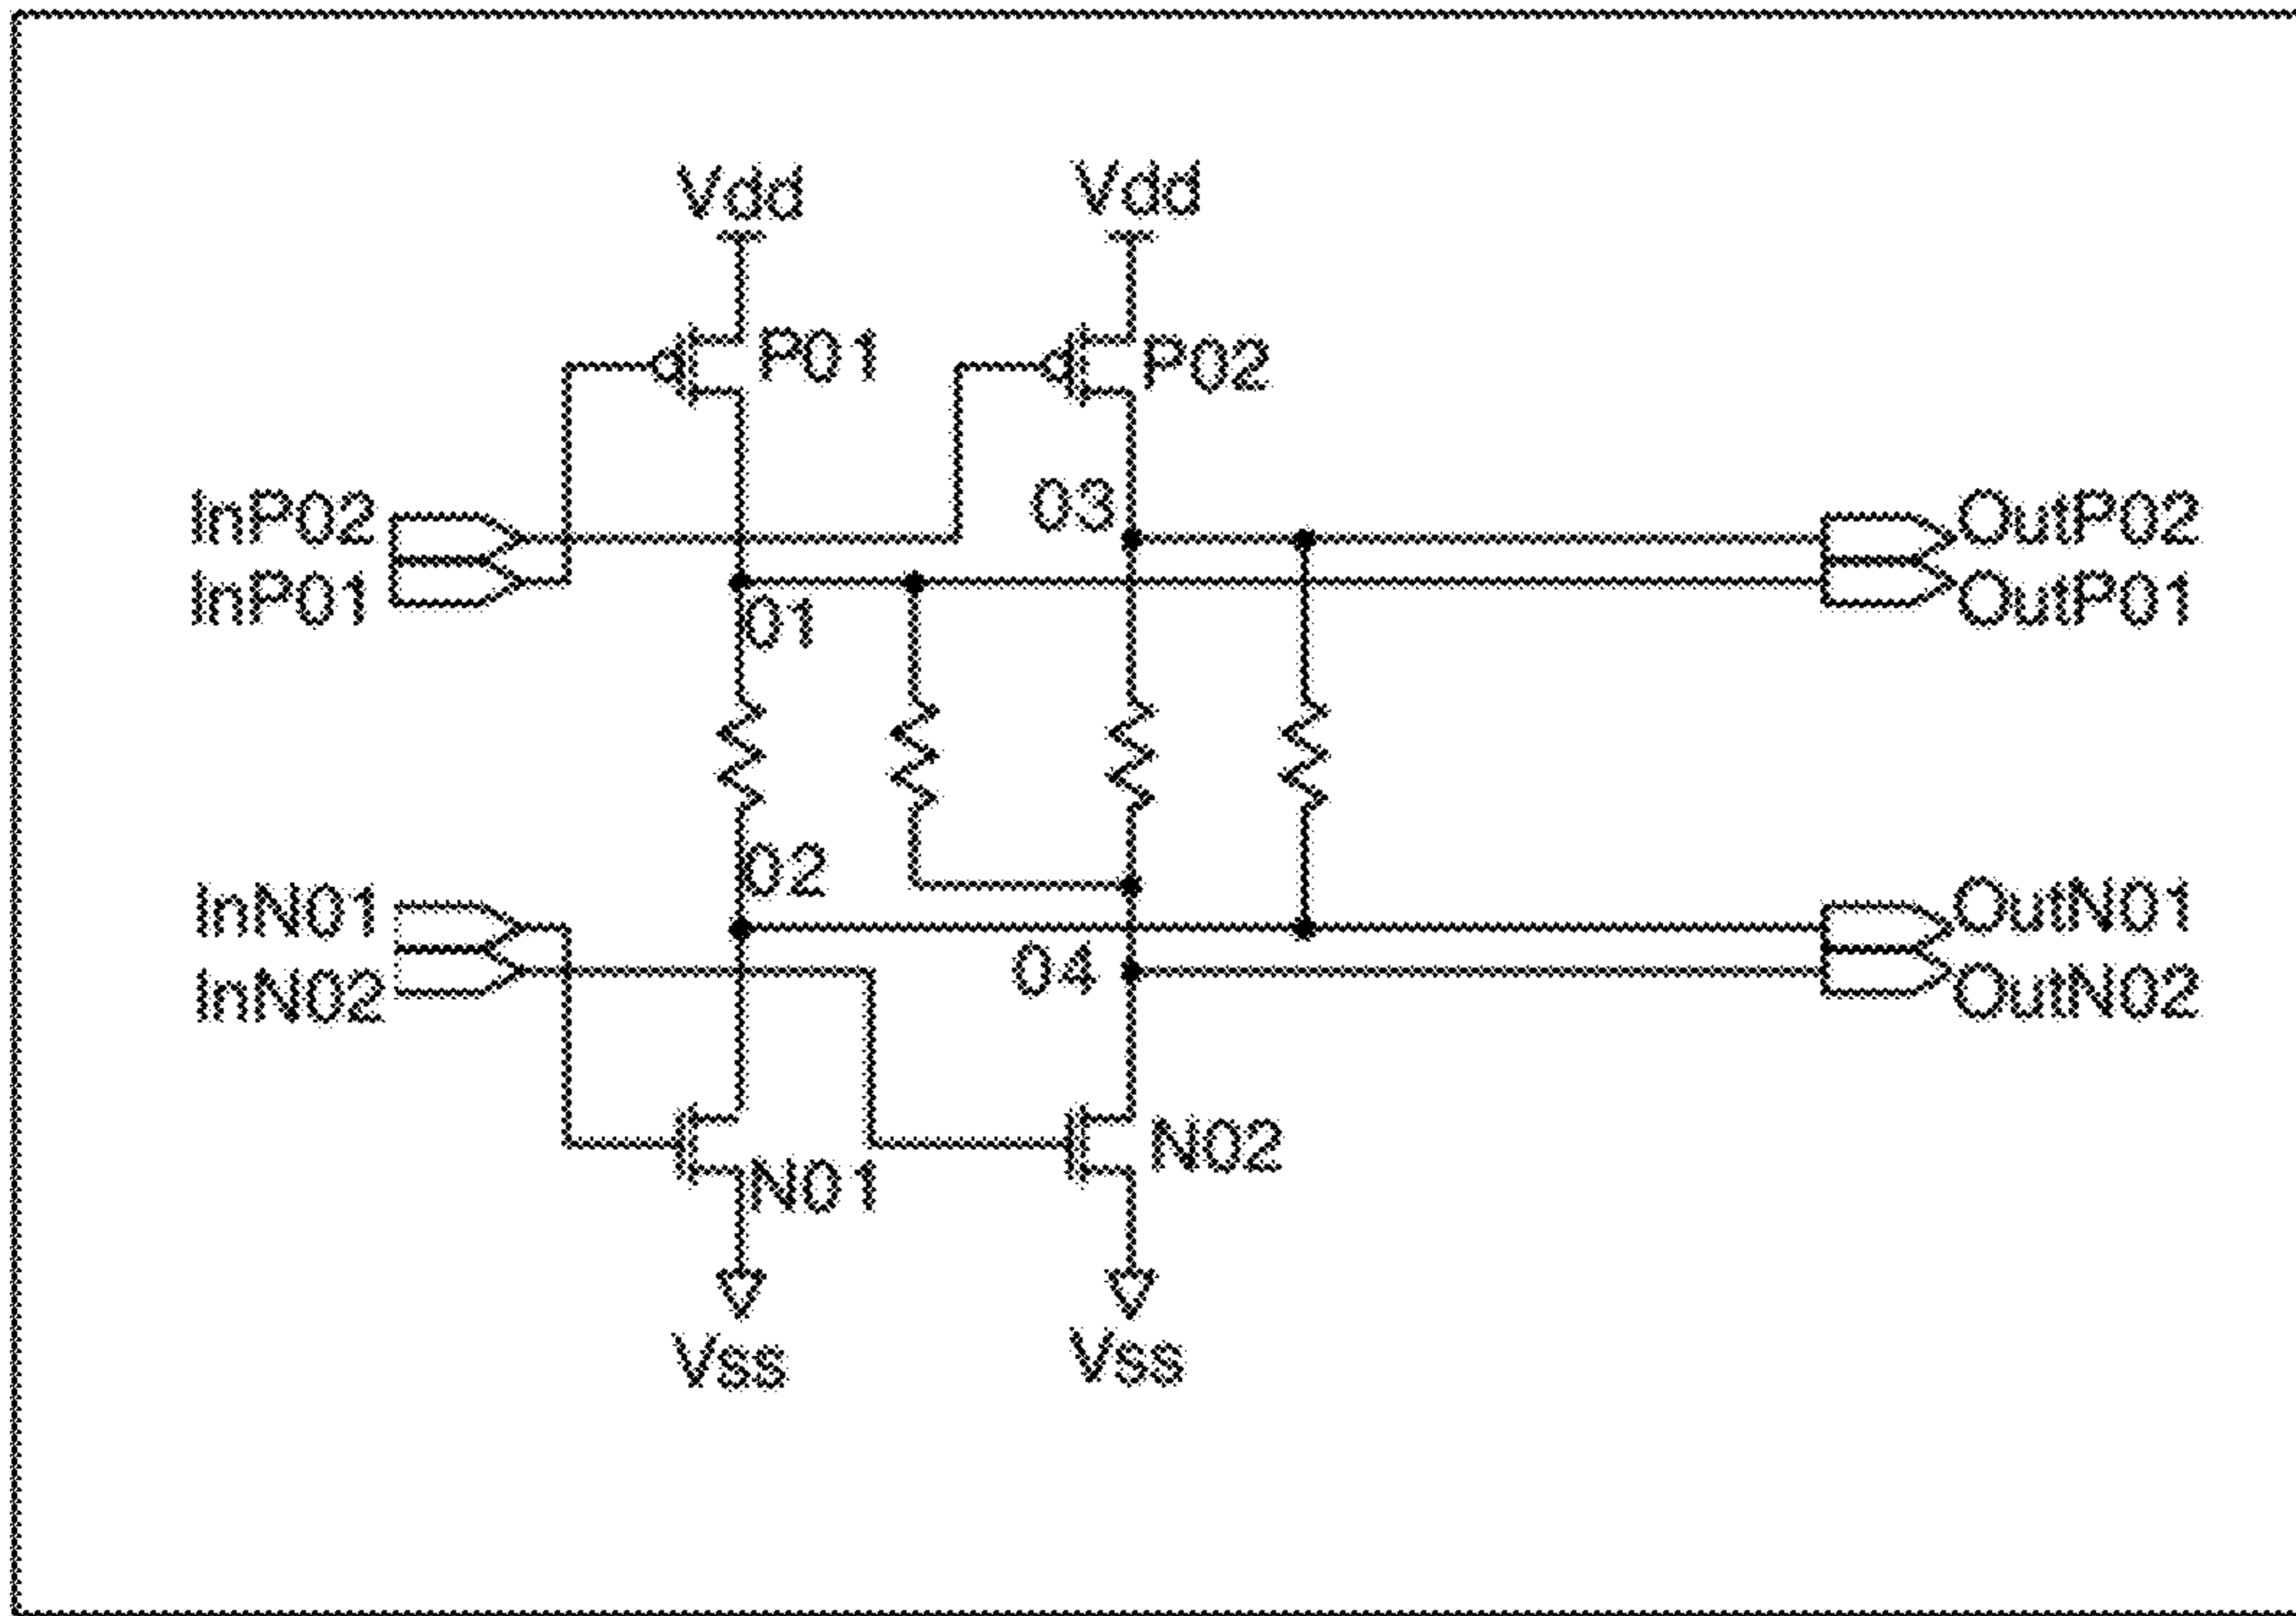 Vdd Vdd
P01 P02
InP02 03 OutP02
InP01 01 OutP01
InN01 02 OutN01
InN02 04 OutN02
N01 N02
Vss Vss